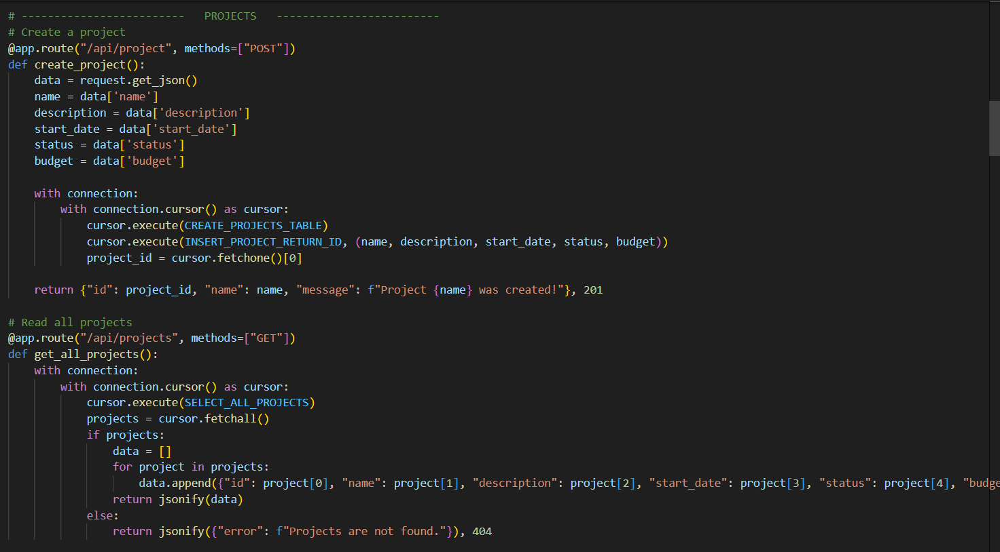 # -------------------------   PROJECTS   -------------------------
# Create a project
@app.route("/api/project", methods=["POST"])
def create_project():
    data = request.get_json()
    name = data['name']
    description = data['description']
    start_date = data['start_date']
    status = data['status']
    budget = data['budget']

    with connection:
        with connection.cursor() as cursor:
            cursor.execute(CREATE_PROJECTS_TABLE)
            cursor.execute(INSERT_PROJECT_RETURN_ID, (name, description, start_date, status, budget))
            project_id = cursor.fetchone()[0]

    return {"id": project_id, "name": name, "message": f"Project {name} was created!"}, 201

# Read all projects
@app.route("/api/projects", methods=["GET"])
def get_all_projects():
    with connection:
        with connection.cursor() as cursor:
            cursor.execute(SELECT_ALL_PROJECTS)
            projects = cursor.fetchall()
            if projects:
                data = []
                for project in projects:
                    data.append({"id": project[0], "name": project[1], "description": project[2], "start_date": project[3], "status": project[4], "budge
                return jsonify(data)
            else:
                return jsonify({"error": f"Projects are not found."}), 404